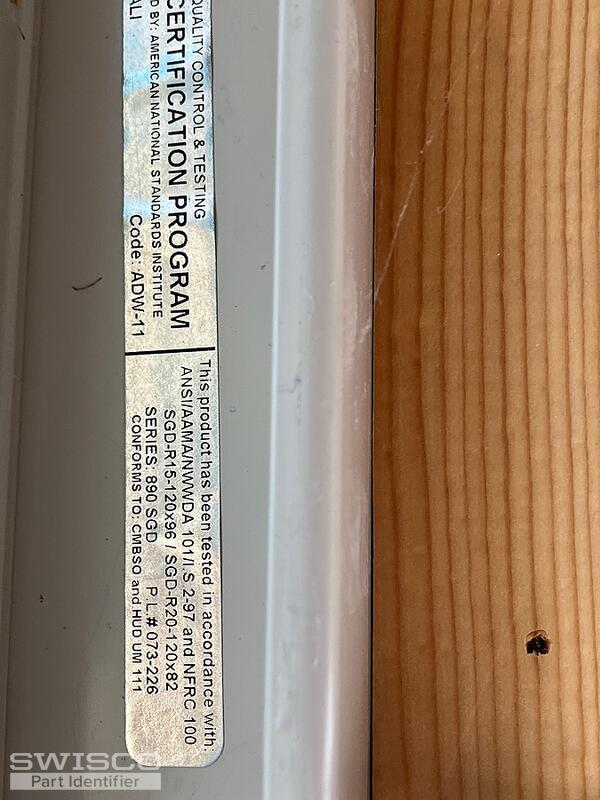 QUALITY CONTROL & TESTING
CERTIFICATION PROGRAM
D BY: AMERICAN NATIONAL STANDARDS INSTITUTE
ALI
Code: ADW-11
This product has been tested in accordance with:
ANSI/AAMA/NWWDA 101/I.S 2-97 and NFRC 100
SGD-R15-120x96 / SGD-R20-120x82
SERIES: 890 SGD P.L.# 073-226
CONFORMS TO: CMBSO and HUD UM 111
SWISCO
Part Identifier